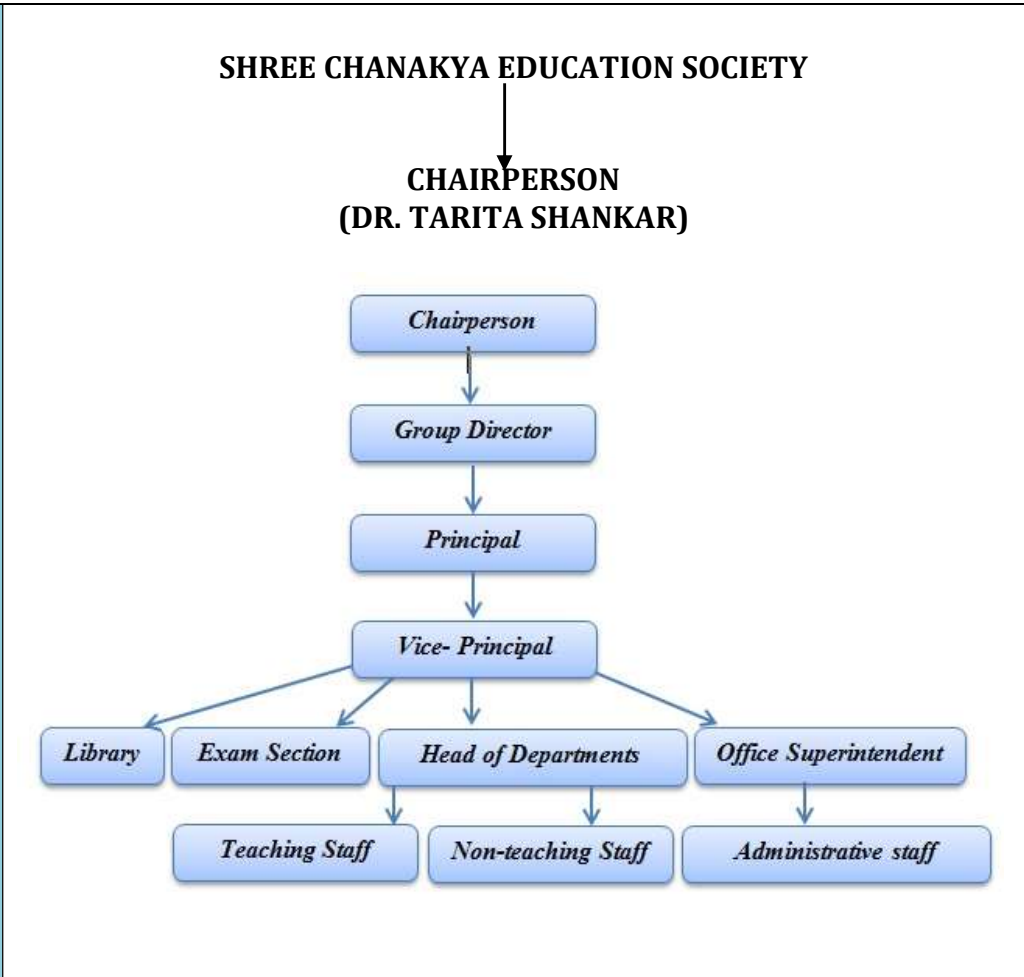 SHREE CHANAKYA EDUCATION SOCIETY
CHAIRPERSON
(DR. TARITA SHANKAR)
Chairperson
Group Director
Principal
Vice- Principal
Library
Exam Section
Head of Departments
Office Superintendent
Teaching Staff
Non-teaching Staff
Administrative staff